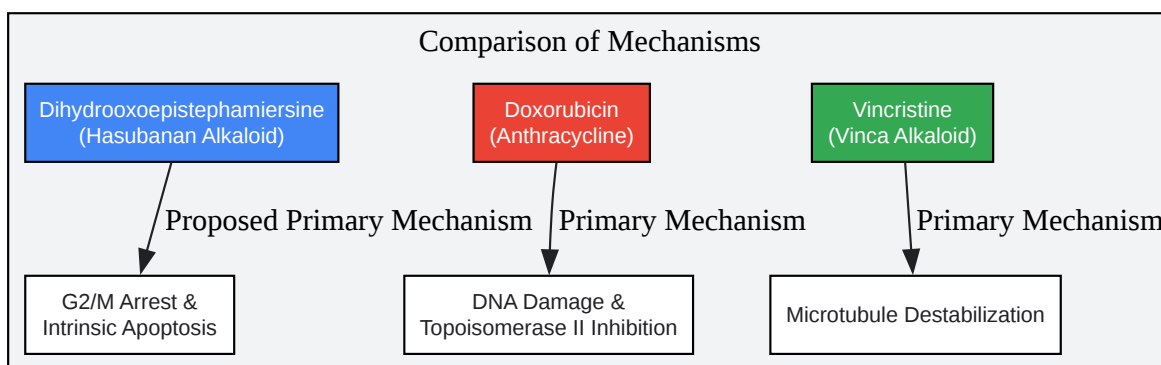 Comparison of Mechanisms
Dihydrooxoepistephamiersine
(Hasubanan Alkaloid)
Doxorubicin
(Anthracycline)
Vincristine
(Vinca Alkaloid)
Proposed Primary Mechanism
Primary Mechanism
Primary Mechanism
G2/M Arrest &
Intrinsic Apoptosis
DNA Damage &
Topoisomerase II Inhibition
Microtubule Destabilization